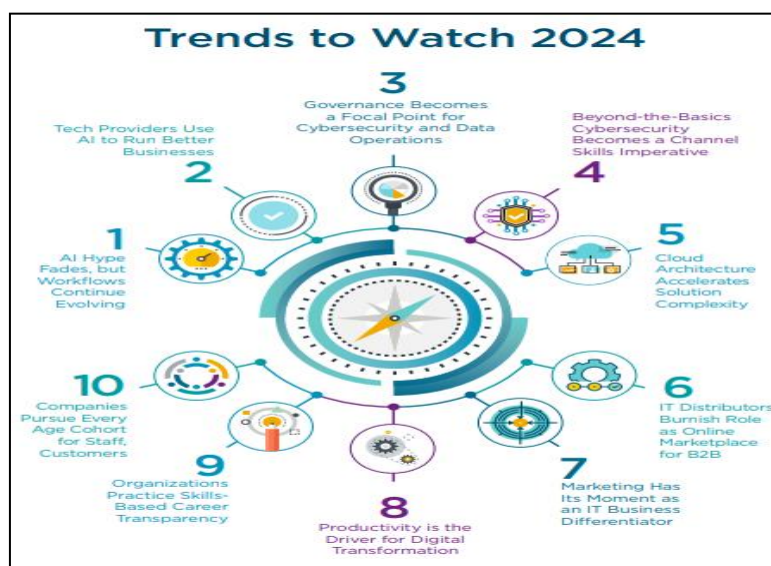 Trends to Watch 2024
1
AI Hype
Fades, but
Workflows
Continue
Evolving
2
Tech Providers Use
AI to Run Better
Businesses
3
Governance Becomes
a Focal Point for
Cybersecurity and Data
Operations
4
Beyond-the-Basics
Cybersecurity
Becomes a Channel
Skills Imperative
5
Cloud
Architecture
Accelerates
Solution
Complexity
6
IT Distributors
Burnish Role
as Online
Marketplace
for B2B
7
Marketing Has
Its Moment as
an IT Business
Differentiator
8
Productivity is the
Driver for Digital
Transformation
9
Organizations
Practice Skills-
Based Career
Transparency
10
Companies
Pursue Every
Age Cohort
for Staff,
Customers